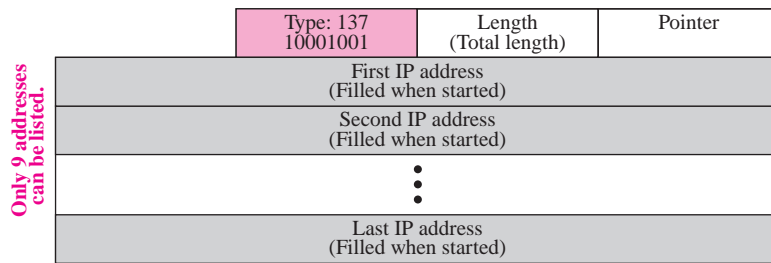 Type: 137
10001001
Length
(Total length)
Pointer
Only 9 addresses
can be listed.
First IP address
(Filled when started)
Second IP address
(Filled when started)
Last IP address
(Filled when started)